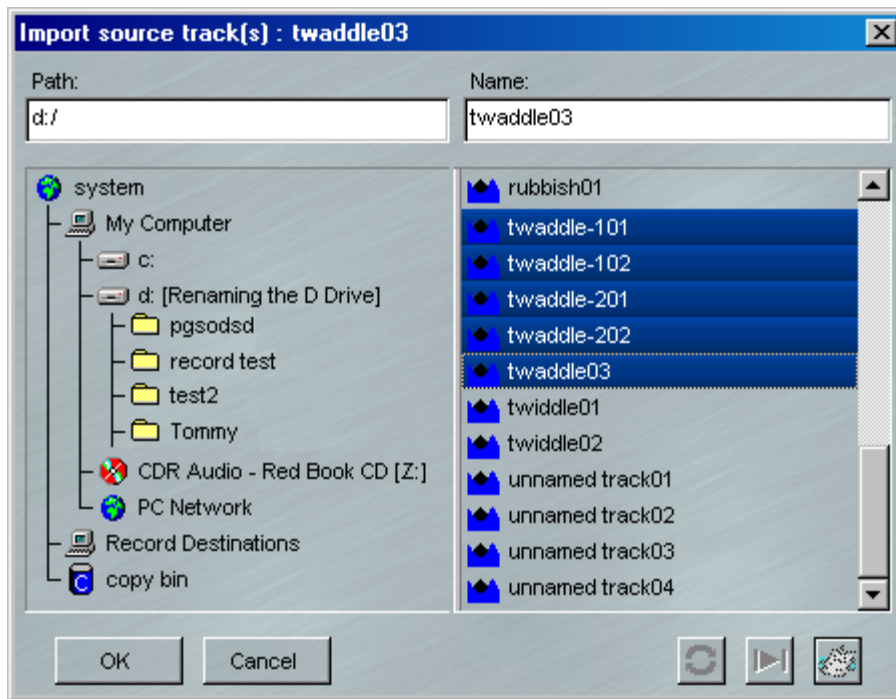 Import source track(s) : twaddle03
Path:
Name:
d:/
twaddle03
system
My Computer
c:
d: [Renaming the D Drive]
pgsodsd
record test
test2
Tommy
CDR Audio - Red Book CD [Z:]
PC Network
Record Destinations
C
copy bin
rubbish01
twaddle-101
twaddle-102
twaddle-201
twaddle-202
twaddle03
twiddle01
twiddle02
unnamed track01
unnamed track02
unnamed track03
unnamed track04
OK
Cancel